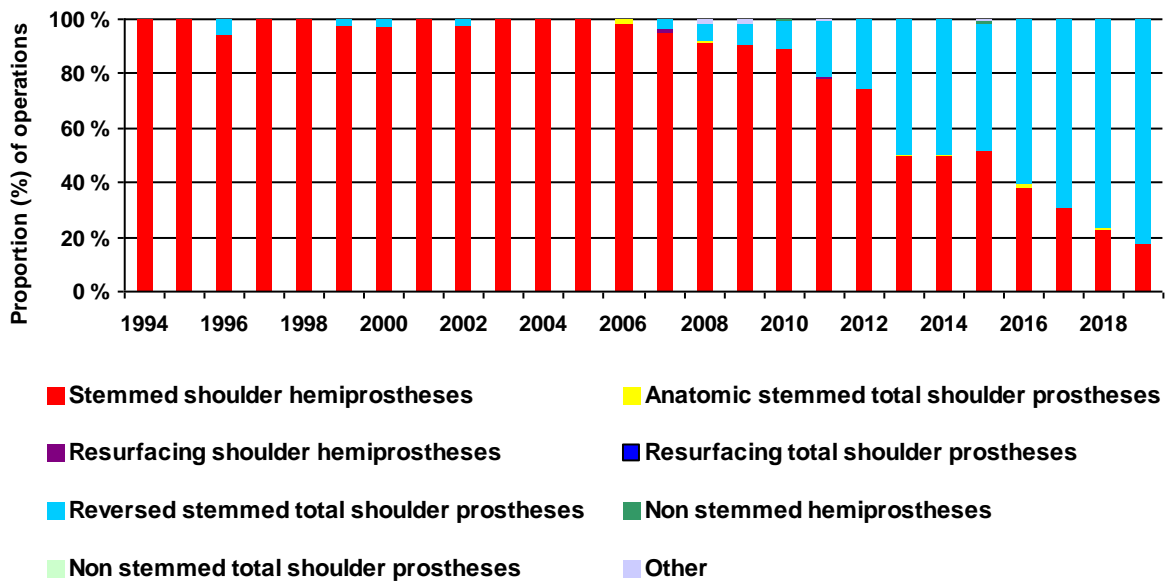 Proportion (%) of operations
100 %
80 %
60 %
40 %
20 %
0 %
1994 1996 1998 2000 2002 2004 2006 2008 2010 2012 2014 2016 2018
Stemmed shoulder hemiprostheses
Anatomic stemmed total shoulder prostheses
Resurfacing shoulder hemiprostheses
Resurfacing total shoulder prostheses
Reversed stemmed total shoulder prostheses
Non stemmed hemiprostheses
Non stemmed total shoulder prostheses
Other